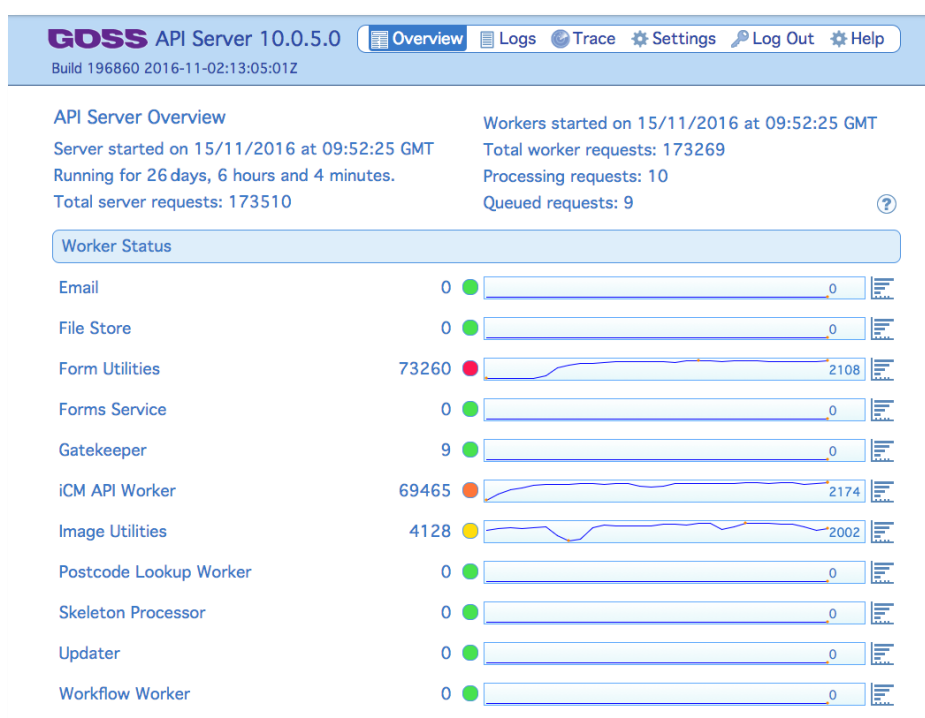 GOSS API Server 10.0.5.0 Overview Logs Trace Settings Log Out Help
Build 196860 2016-11-02:13:05:01Z
API Server Overview
Server started on 15/11/2016 at 09:52:25 GMT
Running for 26 days, 6 hours and 4 minutes.
Total server requests: 173510
Workers started on 15/11/2016 at 09:52:25 GMT
Total worker requests: 173269
Processing requests: 10
Queued requests: 9 ?
Worker Status
Email 0 0
File Store 0 0
Form Utilities 73260 2108
Forms Service 0 0
Gatekeeper 9 0
iCM API Worker 69465 2174
Image Utilities 4128 2002
Postcode Lookup Worker 0 0
Skeleton Processor 0 0
Updater 0 0
Workflow Worker 0 0